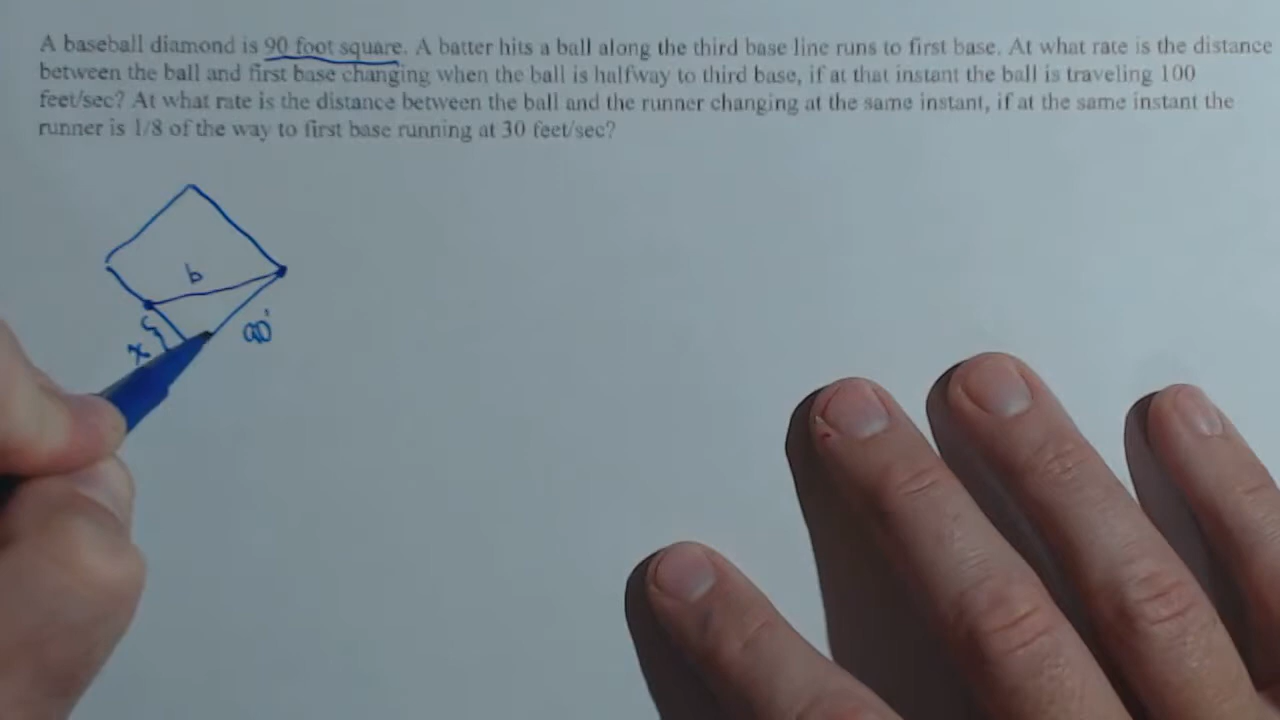 A baseball diamond is 90 foot square. A batter hits a ball along the third base line runs to first base. At what rate is the distance
between the ball and first base changing when the ball is halfway to third base, if at that instant the ball is traveling 100
feet/sec? At what rate is the distance between the ball and the runner changing at the same instant, if at the same instant the
runner is 1/8 of the way to first base running at 30 feet/sec?
b
x
90'